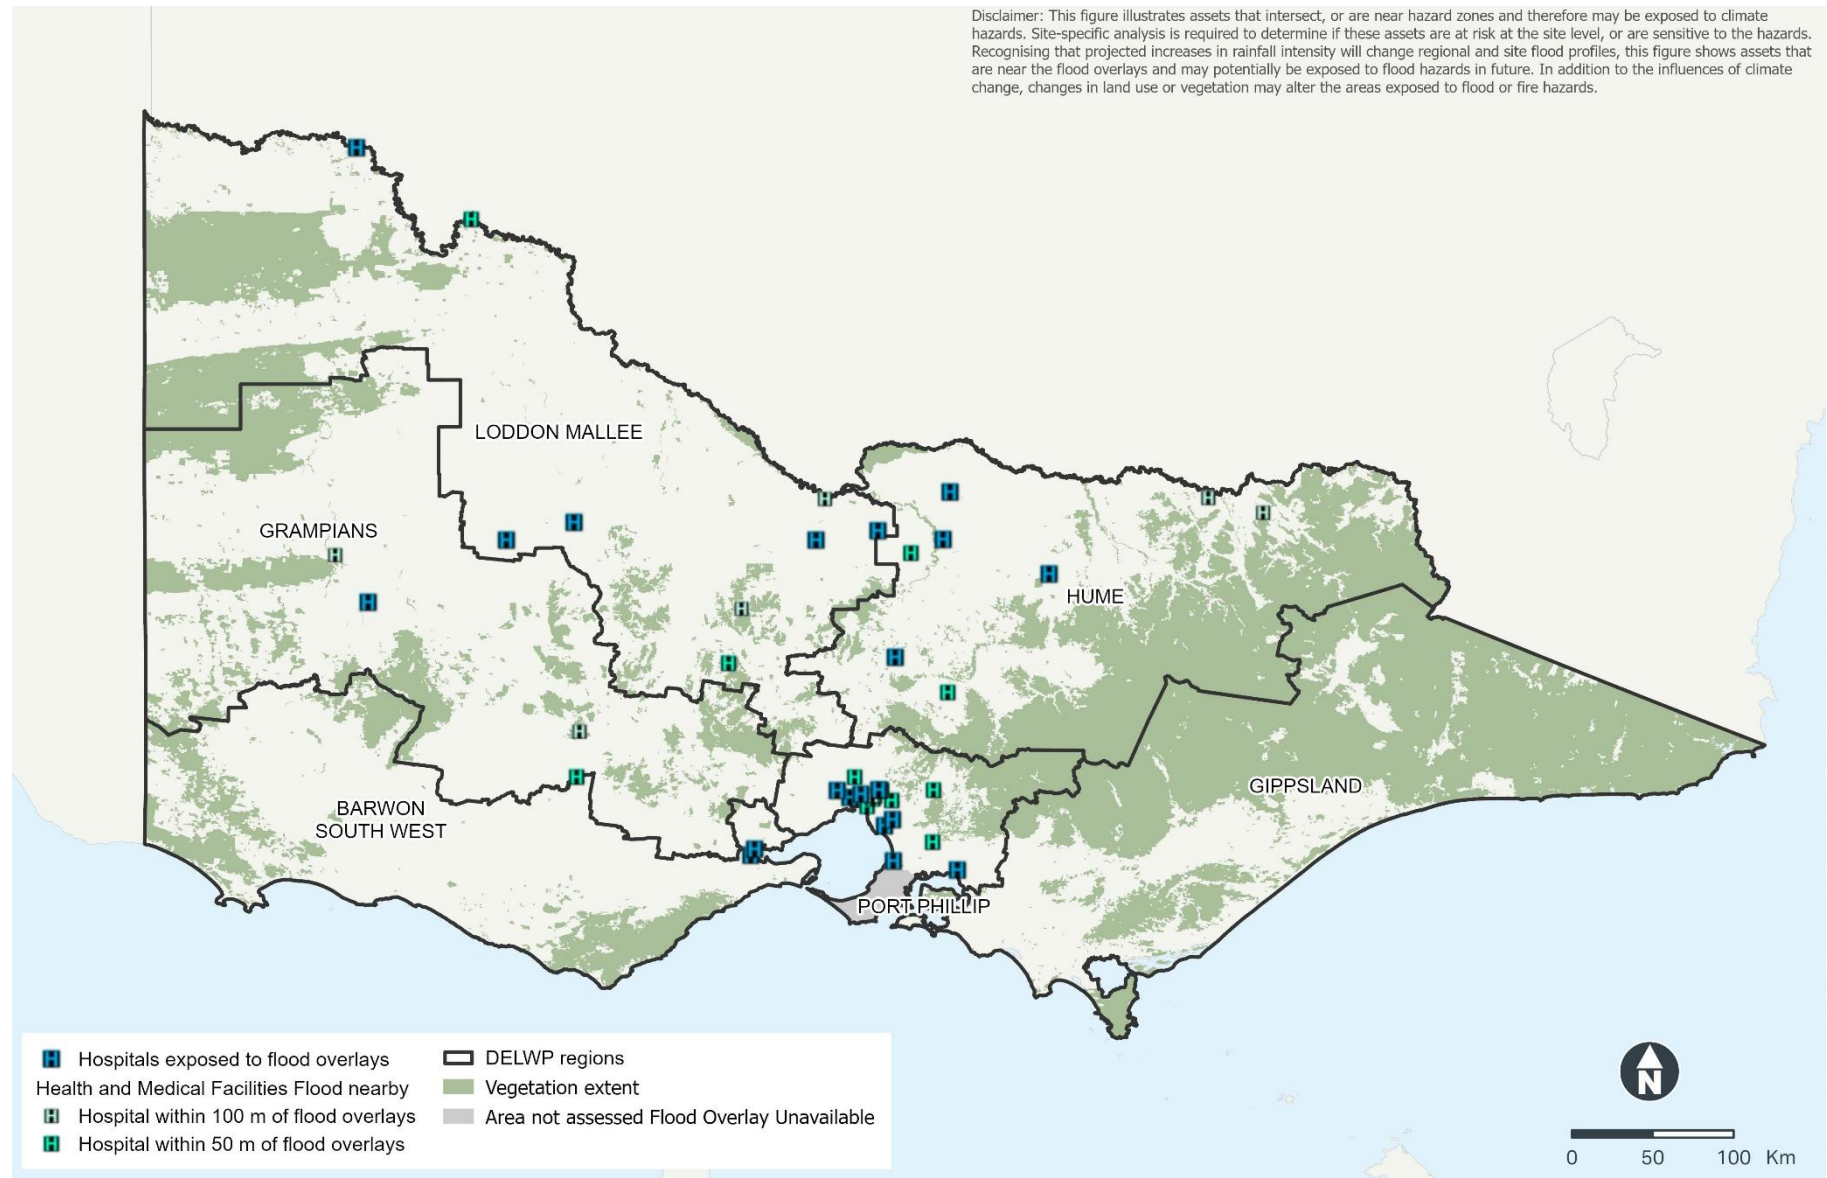 Disclaimer: This figure illustrates assets that intersect, or are near hazard zones and therefore may be exposed to climate
hazards. Site-specific analysis is required to determine if these assets are at risk at the site level, or are sensitive to the hazards.
Recognising that projected increases in rainfall intensity will change regional and site flood profiles, this figure shows assets that
are near the flood overlays and may potentially be exposed to flood hazards in future. In addition to the influences of climate
change, changes in land use or vegetation may alter the areas exposed to flood or fire hazards.
LODDON MALLEE
GRAMPIANS
HUME
GIPPSLAND
BARWON
SOUTH WEST
PORT PHILLIP
Hospitals exposed to flood overlays
Health and Medical Facilities Flood nearby
Hospital within 100 m of flood overlays
Hospital within 50 m of flood overlays
DELWP regions
Vegetation extent
Area not assessed Flood Overlay Unavailable
N
0 50 100 Km